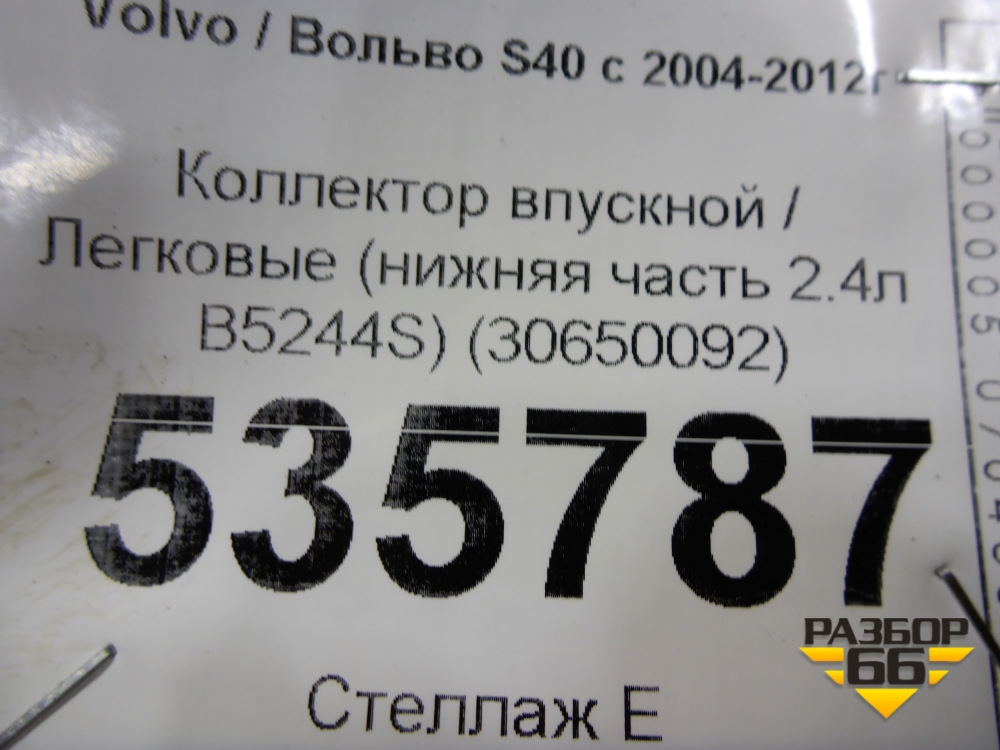 Volvo / Вольво S40 с 2004-2012г
Коллектор впускной /
Легковые (нижняя часть 2.4л
B5244S) (30650092)
535787
Стеллаж Е
РАЗБОР
66